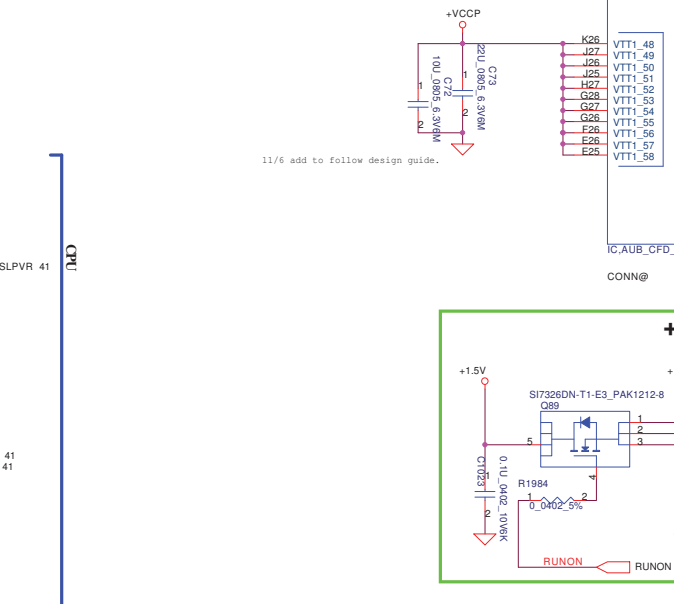 +VCCP
K26 VTT1_48
J27 VTT1_49
J26 VTT1_50
J25 VTT1_51
H27 VTT1_52
G28 VTT1_53
G27 VTT1_54
G26 VTT1_55
F26 VTT1_56
E26 VTT1_57
E25 VTT1_58
1
2
C72
10U_0805_6.3V6M
1
2
C73
22U_0805_6.3V6M
11/6 add to follow design guide.
IC,AUB_CFD_
CONN@
CPU
SLPVR 41
41
41
+
+1.5V
+
SI7326DN-T1-E3_PAK1212-8
Q89
5
1
2
3
4
C1023
0.1U_0402_10V6K
1
2
R1984
1 2
0_0402_5%
RUNON
RUNON